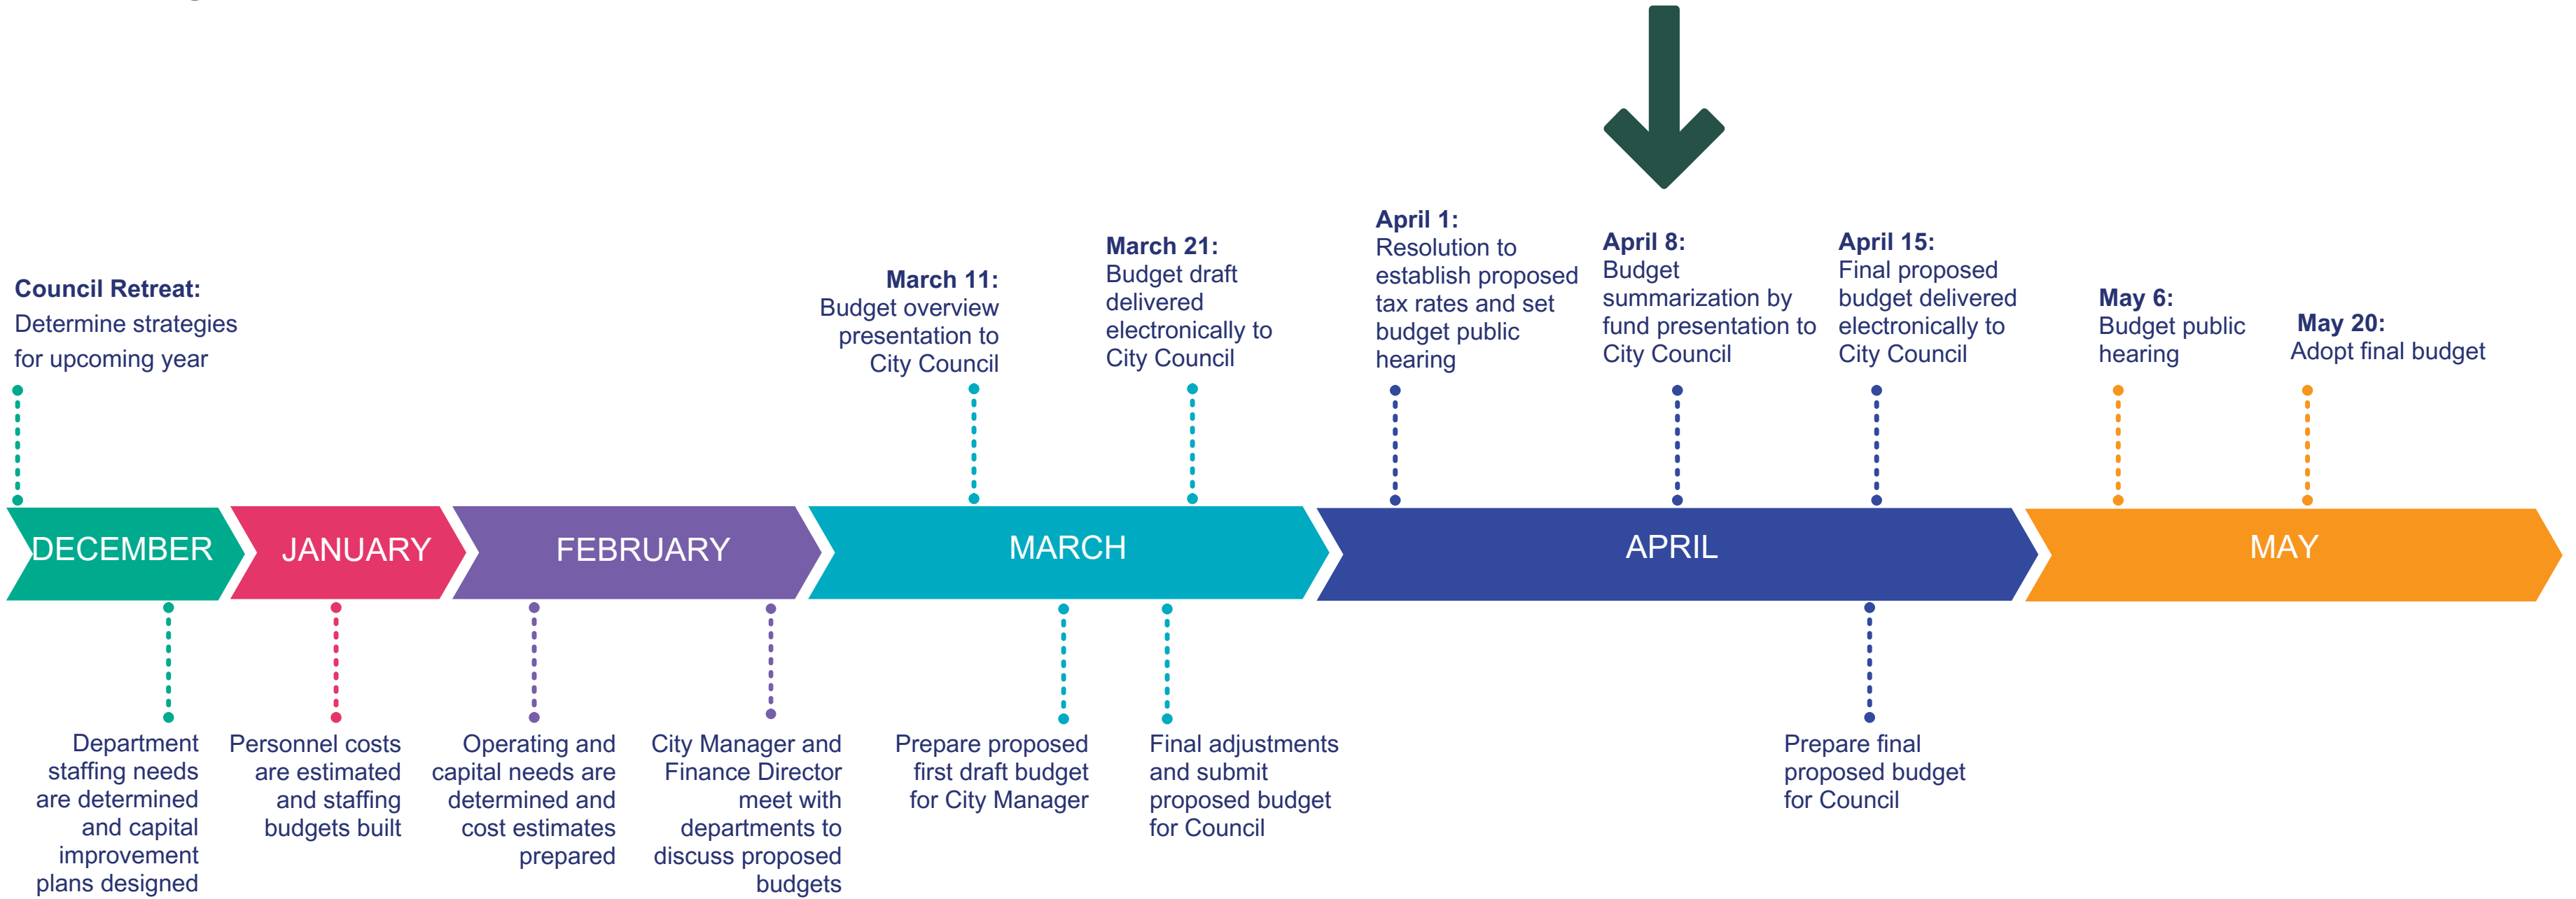 Council Retreat:
Determine strategies
for upcoming year
March 11:
Budget overview
presentation to
City Council
March 21:
Budget draft
delivered
electronically to
City Council
April 1:
Resolution to
establish proposed
tax rates and set
budget public
hearing
April 8:
Budget
summarization by
fund presentation to
City Council
April 15:
Final proposed
budget delivered
electronically to
City Council
May 6:
Budget public
hearing
May 20:
Adopt final budget
DECEMBER
JANUARY
FEBRUARY
MARCH
APRIL
MAY
Department
staffing needs
are determined
and capital
improvement
plans designed
Personnel costs
are estimated
and staffing
budgets built
Operating and
capital needs are
determined and
cost estimates
prepared
City Manager and
Finance Director
meet with
departments to
discuss proposed
budgets
Prepare proposed
first draft budget
for City Manager
Final adjustments
and submit
proposed budget
for Council
Prepare final
proposed budget
for Council